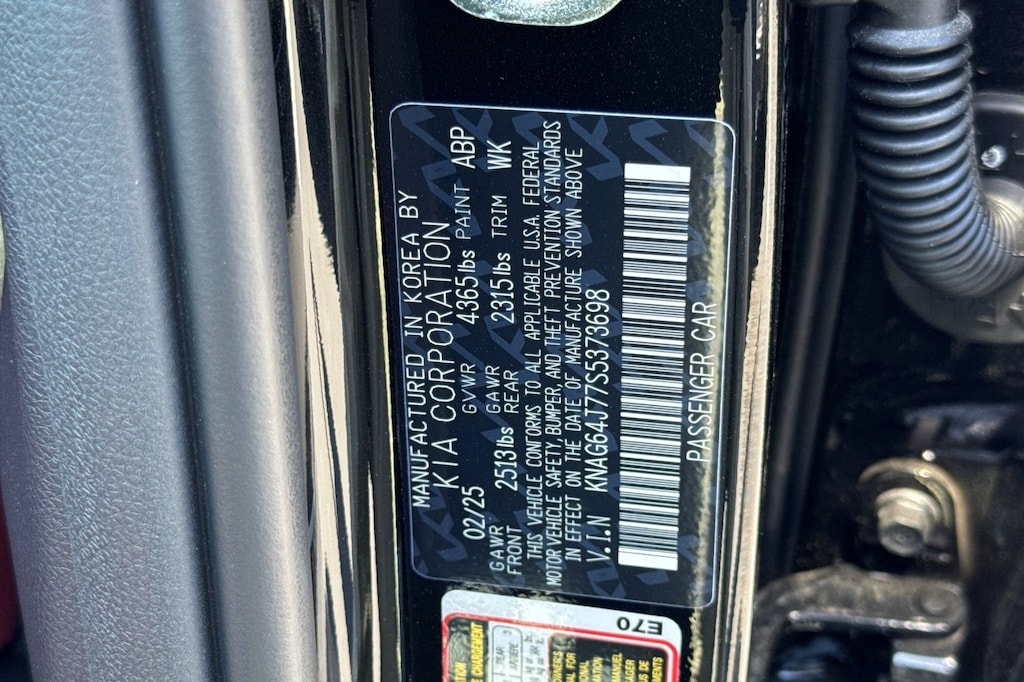 MANUFACTURED IN KOREA BY
KIA CORPORATION
02/25 GVWR 4365lbs PAINT ABP
GAWR FRONT 2513lbs GAWR REAR 2315lbs TRIM WK
THIS VEHICLE CONFORMS TO ALL APPLICABLE U.S.A. FEDERAL
MOTOR VEHICLE SAFETY, BUMPER, AND THEFT PREVENTION STANDARDS
IN EFFECT ON THE DATE OF MANUFACTURE SHOWN ABOVE
V.I.N KNAG64J77S5373698
PASSENGER CAR
E70